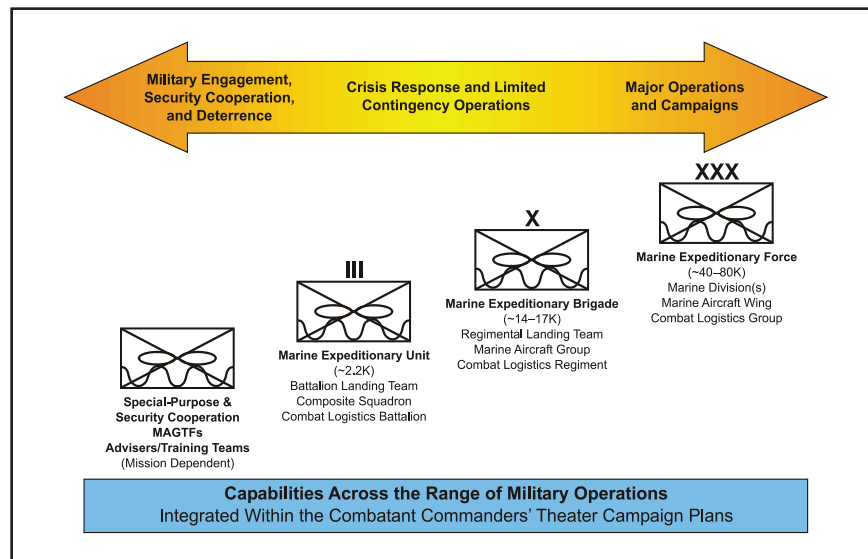 Military Engagement,
Security Cooperation,
and Deterrence
Crisis Response and Limited
Contingency Operations
Major Operations
and Campaigns
XXX
Marine Expeditionary Force
(~40–80K)
Marine Division(s)
Marine Aircraft Wing
Combat Logistics Group
X
Marine Expeditionary Brigade
(~14–17K)
Regimental Landing Team
Marine Aircraft Group
Combat Logistics Regiment
III
Marine Expeditionary Unit
(~2.2K)
Battalion Landing Team
Composite Squadron
Combat Logistics Battalion
Special-Purpose &
Security Cooperation
MAGTFs
Advisers/Training Teams
(Mission Dependent)
Capabilities Across the Range of Military Operations
Integrated Within the Combatant Commanders’ Theater Campaign Plans